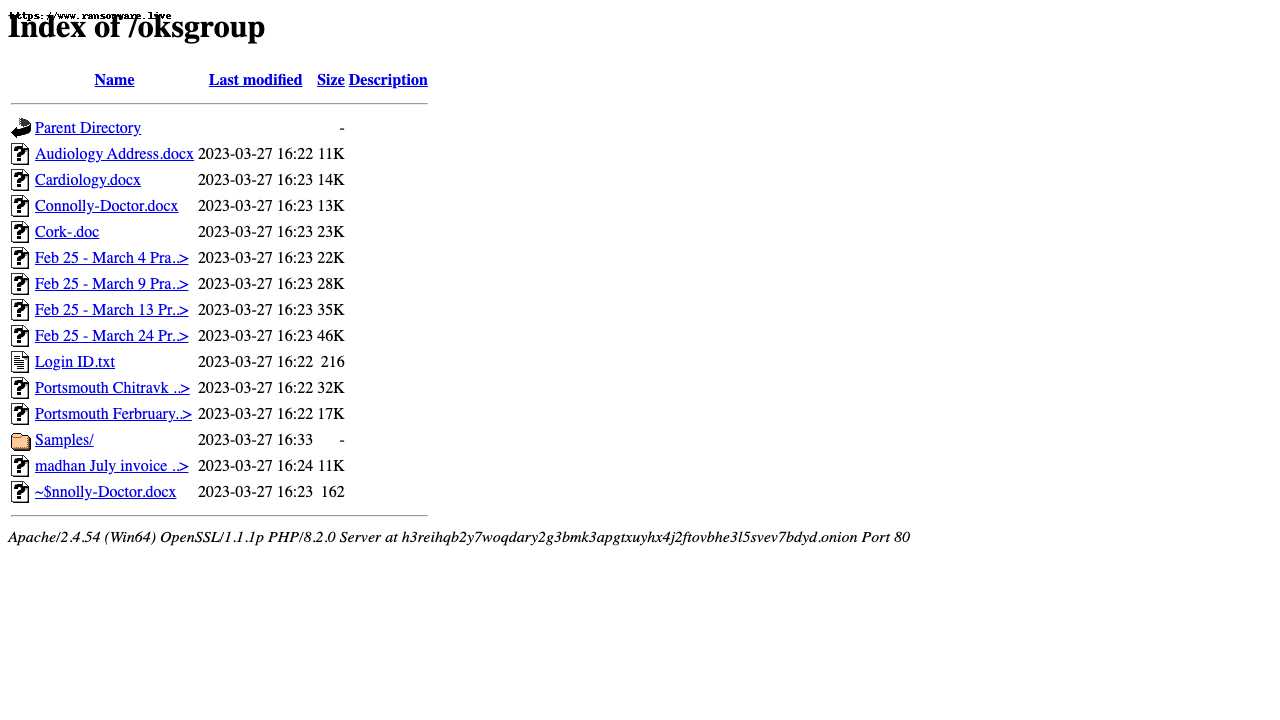 https://www.ransomware.live
Index of /oksgroup
Name Last modified Size Description
Parent Directory -
Audiology Address.docx 2023-03-27 16:22 11K
Cardiology.docx 2023-03-27 16:23 14K
Connolly-Doctor.docx 2023-03-27 16:23 13K
Cork-.doc 2023-03-27 16:23 23K
Feb 25 - March 4 Pra..> 2023-03-27 16:23 22K
Feb 25 - March 9 Pra..> 2023-03-27 16:23 28K
Feb 25 - March 13 Pr..> 2023-03-27 16:23 35K
Feb 25 - March 24 Pr..> 2023-03-27 16:23 46K
Login ID.txt 2023-03-27 16:22 216
Portsmouth Chitravk ..> 2023-03-27 16:22 32K
Portsmouth Ferbruary..> 2023-03-27 16:22 17K
Samples/ 2023-03-27 16:33 -
madhan July invoice ..> 2023-03-27 16:24 11K
~$nnolly-Doctor.docx 2023-03-27 16:23 162
Apache/2.4.54 (Win64) OpenSSL/1.1.1p PHP/8.2.0 Server at h3reihqb2y7woqdary2g3bmk3apgtxuyhx4j2ftovbhe3l5svev7bdyd.onion Port 80